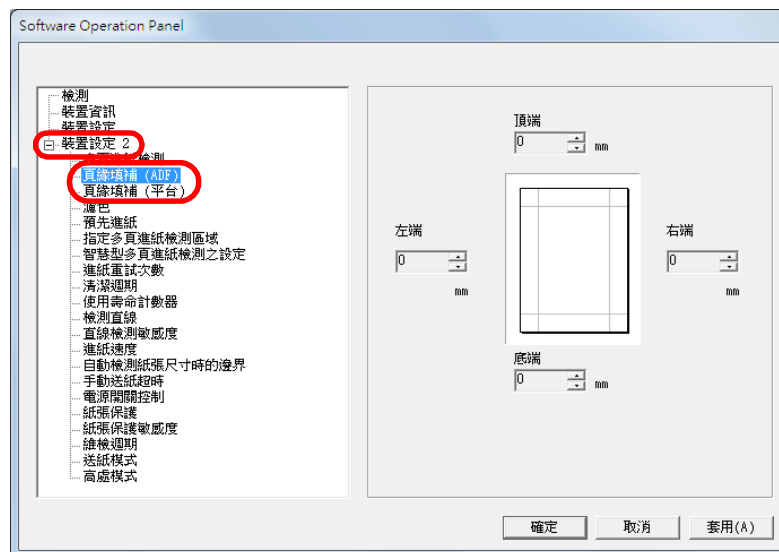 Software Operation Panel
檢測
裝置資訊
裝置設定
裝置設定 2
頁緣填補 (ADF)
頁緣填補 (平台)
濾色
預先進紙
指定多頁進紙檢測區域
智慧型多頁進紙檢測之設定
進紙重試次數
清潔週期
使用壽命計數器
檢測直線
直線檢測敏感度
進紙速度
自動檢測紙張尺寸時的邊界
手動送紙超時
電源開關控制
紙張保護
紙張保護敏感度
維檢週期
送紙模式
高處模式
頂端
0 mm
左端
0
mm
右端
0
mm
底端
0 mm
確定 取消 套用(A)